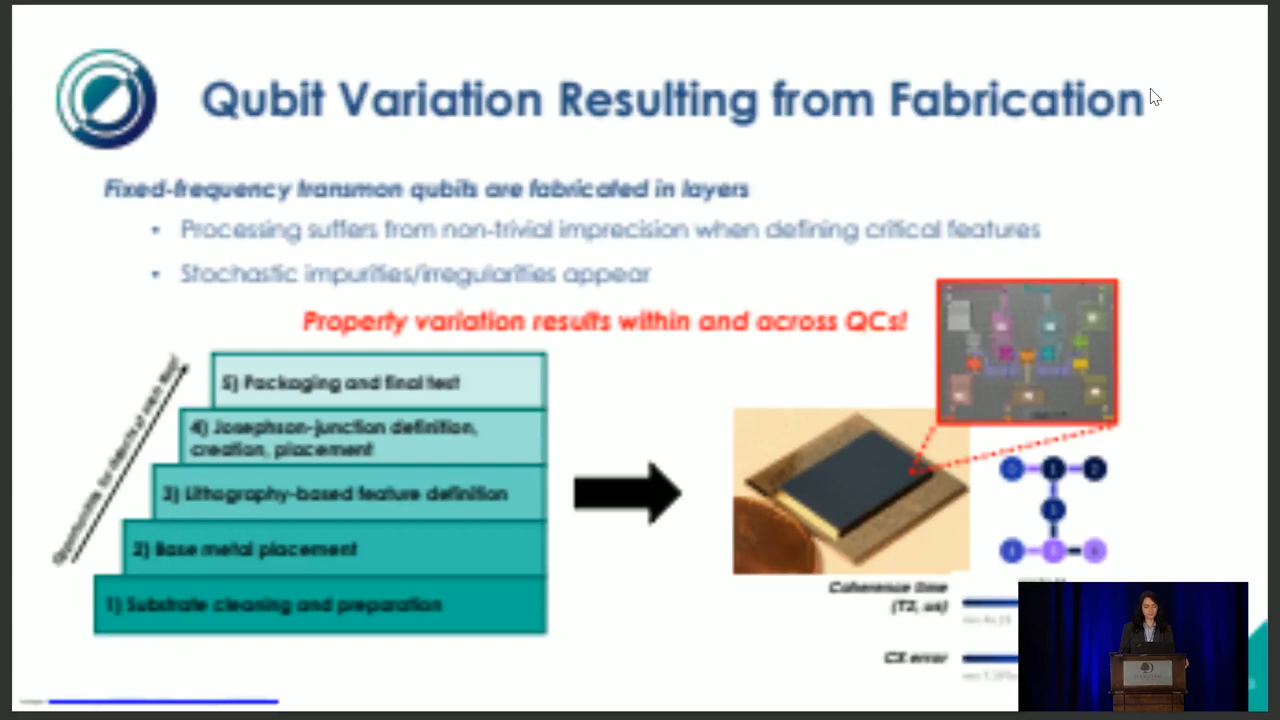 Qubit Variation Resulting from Fabrication
Fixed-frequency transmon qubits are fabricated in layers
• Processing suffers from non-trivial imprecision when defining critical features
• Stochastic impurities/irregularities appear
Property variation results within and across QCs!
5) Packaging and final test
4) Josephson-junction definition,
creation, placement
3) Lithography-based feature definition
2) Base metal placement
1) Substrate cleaning and preparation
0 1 2
Coherence time
(T2, us)
CX error